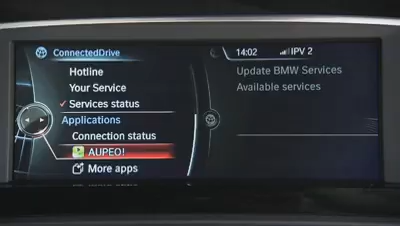 ConnectedDrive
14:02
IPV 2
Hotline
Your Service
Services status
Applications
Connection status
AUPEO!
More apps
Update BMW Services
Available services